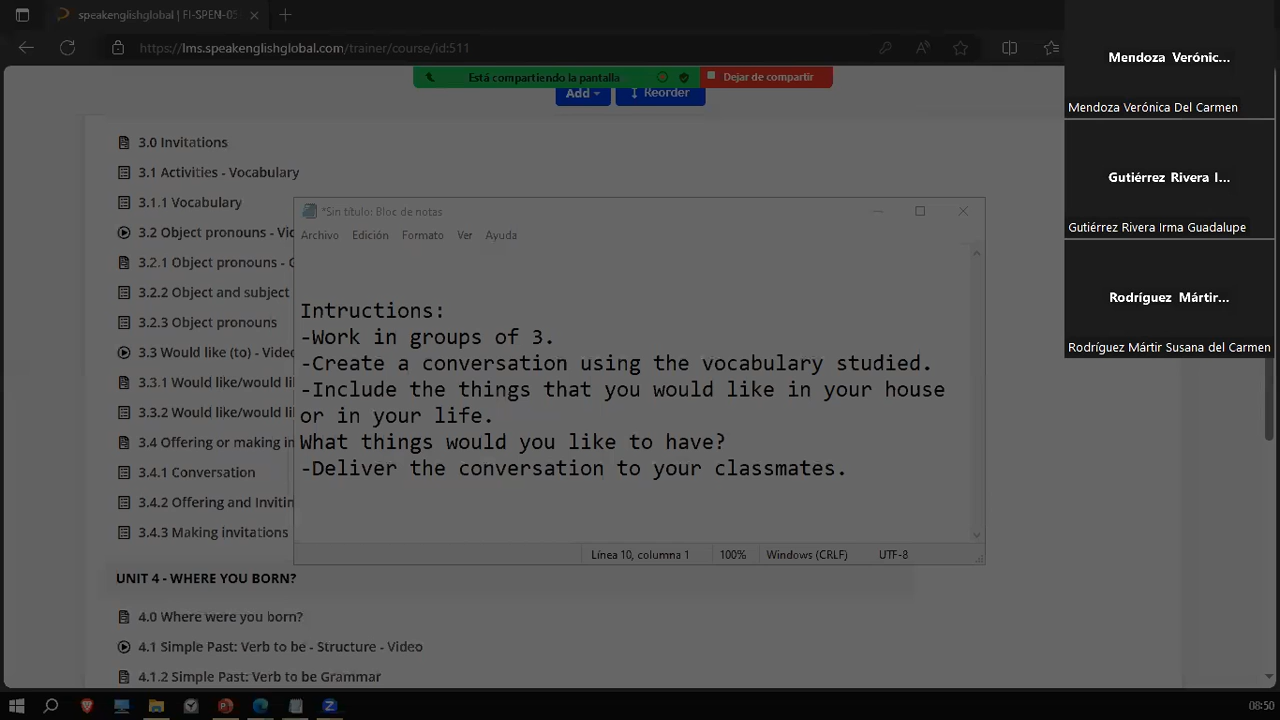 speakenglishglobal | FI-SPEN-05
https://lms.speakenglishglobal.com/trainer/course/id:511
Está compartiendo la pantalla
Dejar de compartir
Add
Reorder
3.0 Invitations
3.1 Activities - Vocabulary
3.1.1 Vocabulary
3.2 Object pronouns - Vid
3.2.1 Object pronouns - G
3.2.2 Object and subject
3.2.3 Object pronouns
3.3 Would like (to) - Video
3.3.1 Would like/would li
3.3.2 Would like/would li
3.4 Offering or making in
3.4.1 Conversation
3.4.2 Offering and Invitin
3.4.3 Making invitations
UNIT 4 - WHERE YOU BORN?
4.0 Where were you born?
4.1 Simple Past: Verb to be - Structure - Video
4.1.2 Simple Past: Verb to be Grammar
*Sin título: Bloc de notas
Archivo Edición Formato Ver Ayuda
Intructions:
-Work in groups of 3.
-Create a conversation using the vocabulary studied.
-Include the things that you would like in your house
or in your life.
What things would you like to have?
-Deliver the conversation to your classmates.
Línea 10, columna 1 100% Windows (CRLF) UTF-8
Mendoza Verónic...
Mendoza Verónica Del Carmen
Gutiérrez Rivera I...
Gutiérrez Rivera Irma Guadalupe
Rodríguez Mártir...
Rodríguez Mártir Susana del Carmen
08:50